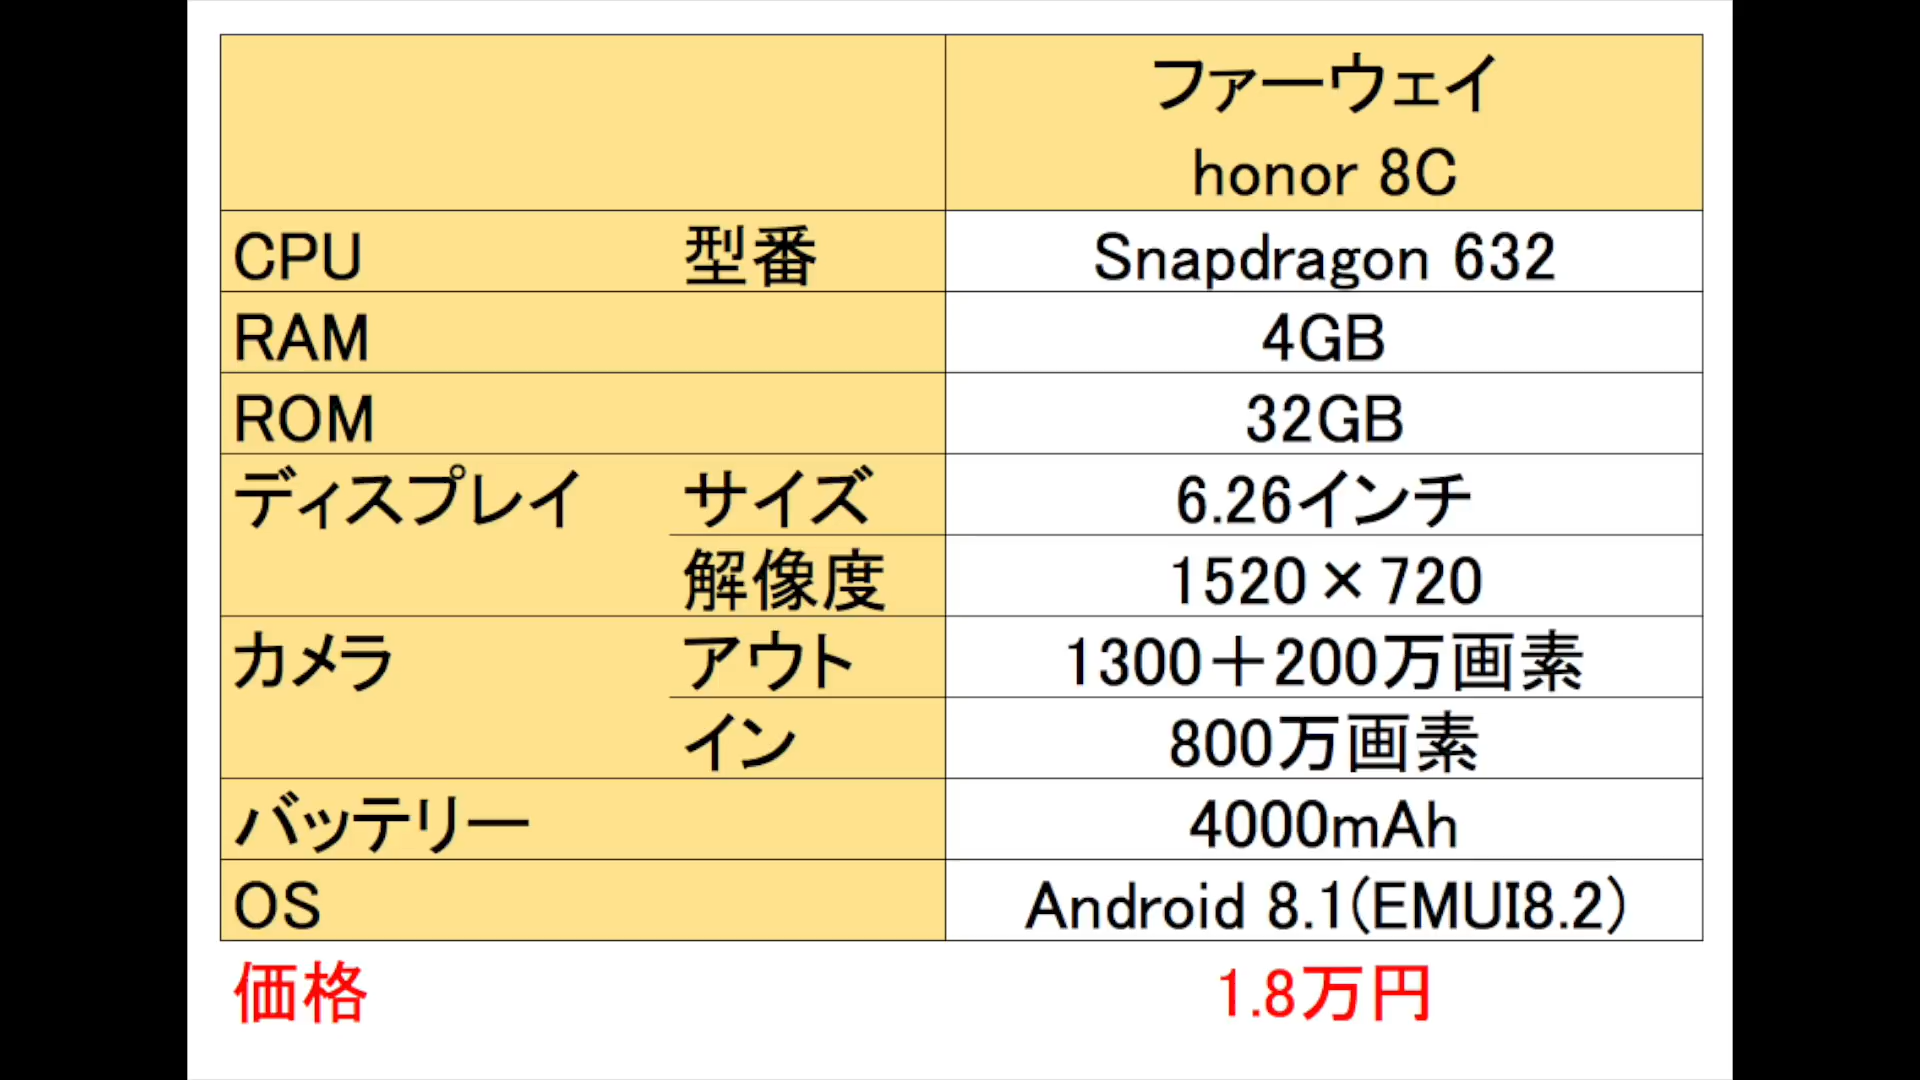 ファーウェイ
honor 8C
CPU 型番 Snapdragon 632
RAM 4GB
ROM 32GB
ディスプレイ サイズ 6.26インチ
解像度 1520×720
カメラ アウト 1300＋200万画素
イン 800万画素
バッテリー 4000mAh
OS Android 8.1(EMUI8.2)
価格 1.8万円